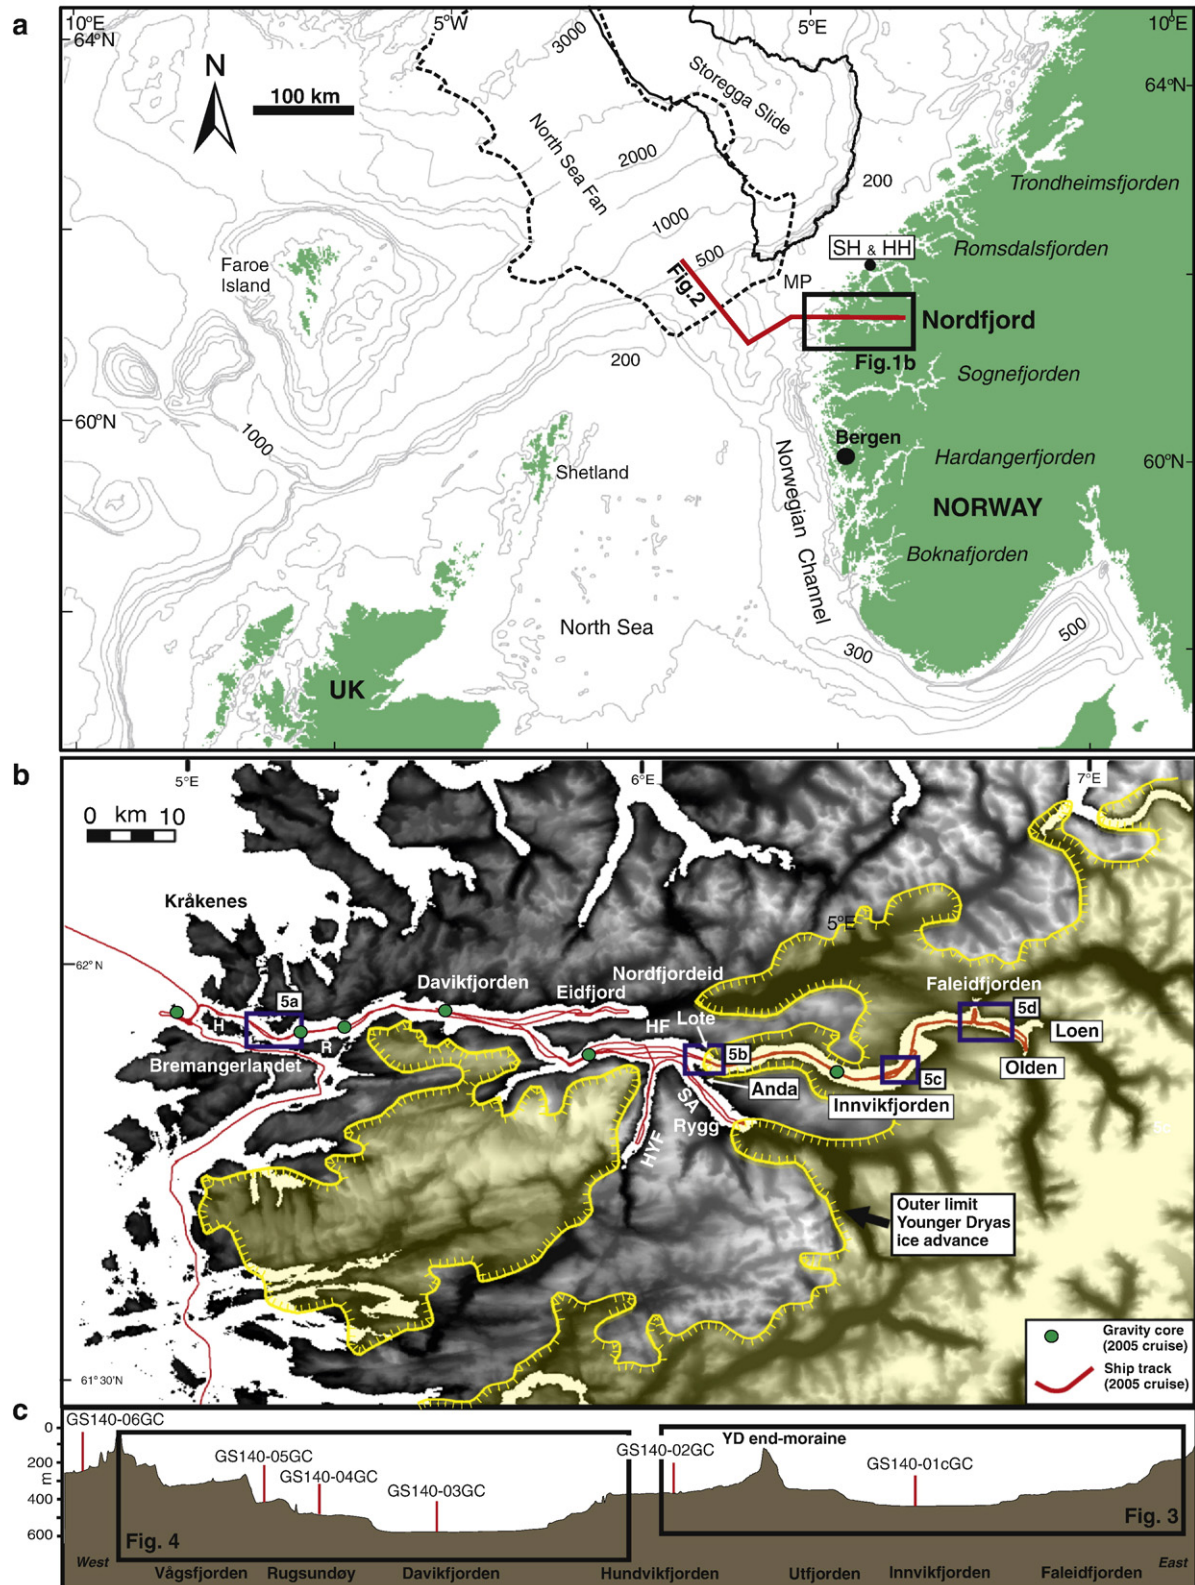 a
10°E
64°N
5°W
5°E
10°E
64°N
N
100 km
3000
Storegga Slide
North Sea Fan
2000
200
Trondheimsfjorden
1000
SH & HH
Romsdalsfjorden
500
Fig.2
MP
Faroe
Island
Nordfjord
Fig.1b
200
Sognefjorden
60°N
1000
Bergen
Hardangerfjorden
60°N
Shetland
Norwegian Channel
NORWAY
Boknafjorden
North Sea
300
500
UK
b
5°E
6°E
7°E
0 km 10
Kråkenes
5°E
62°N
Davikfjorden
Nordfjordeid
Eidfjord
Faleidfjorden
5a
H
R
HF
Lote
5b
5d
Loen
Olden
Bremangerlandet
Anda
5c
Innvikfjorden
SA
Rygg
HYF
Outer limit
Younger Dryas
ice advance
61°30'N
Gravity core
(2005 cruise)
Ship track
(2005 cruise)
c
GS140-06GC
0
200
m
400
600
GS140-05GC
GS140-04GC
GS140-03GC
GS140-02GC
YD end-moraine
GS140-01cGC
Fig. 4
Fig. 3
West
East
Vågsfjorden
Rugsundøy
Davikfjorden
Hundvikfjorden
Utfjorden
Innvikfjorden
Faleidfjorden